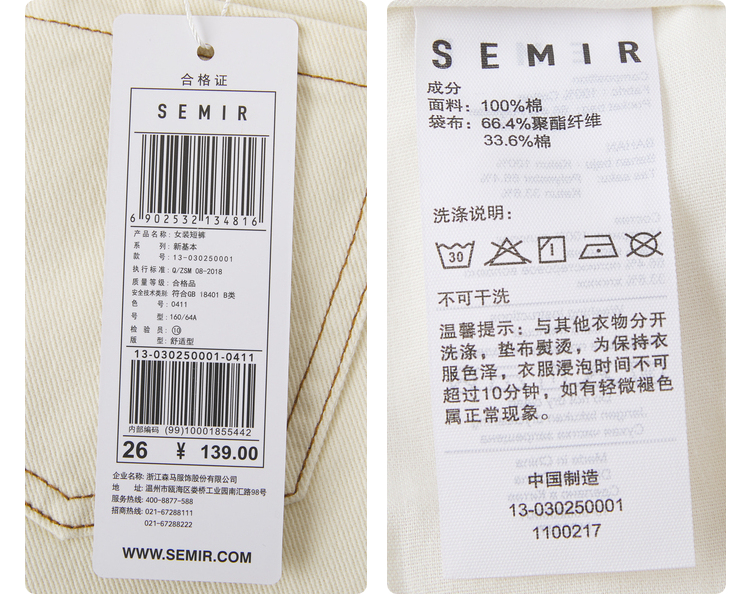 合格证
SEMIR
6 902532 134816
产品名称: 女装短裤
系 列: 新基本
款 号: 13-030250001
执行标准: Q/ZSM 08-2018
质量等级: 合格品
安全技术类别: 符合GB 18401 B类
色 号: 0411
号 型: 160/64A
检 验 员: ⑩
版 型: 舒适型
13-030250001-0411
内部编码 (99)10001855442
26 ¥ 139.00
企业名称: 浙江森马服饰股份有限公司
地 址: 温州市瓯海区娄桥工业园南汇路98号
服务热线: 400-8877-588
招商热线: 021-67288111
021-67288222
WWW.SEMIR.COM
SEMIR
成分
面料: 100%棉
袋布: 66.4%聚酯纤维
33.6%棉
洗涤说明:
30
不可干洗
温馨提示: 与其他衣物分开
洗涤, 垫布熨烫, 为保持衣
服色泽, 衣服浸泡时间不可
超过10分钟, 如有轻微褪色
属正常现象。
中国制造
13-030250001
1100217